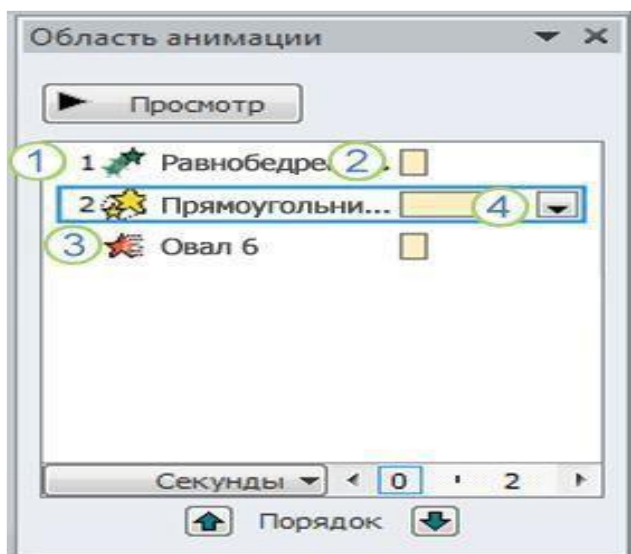 Область анимации
Просмотр
1 1 Равнобедре 2 .
2 Прямоугольни... 4
3 Овал 6
Секунды 0 2
Порядок